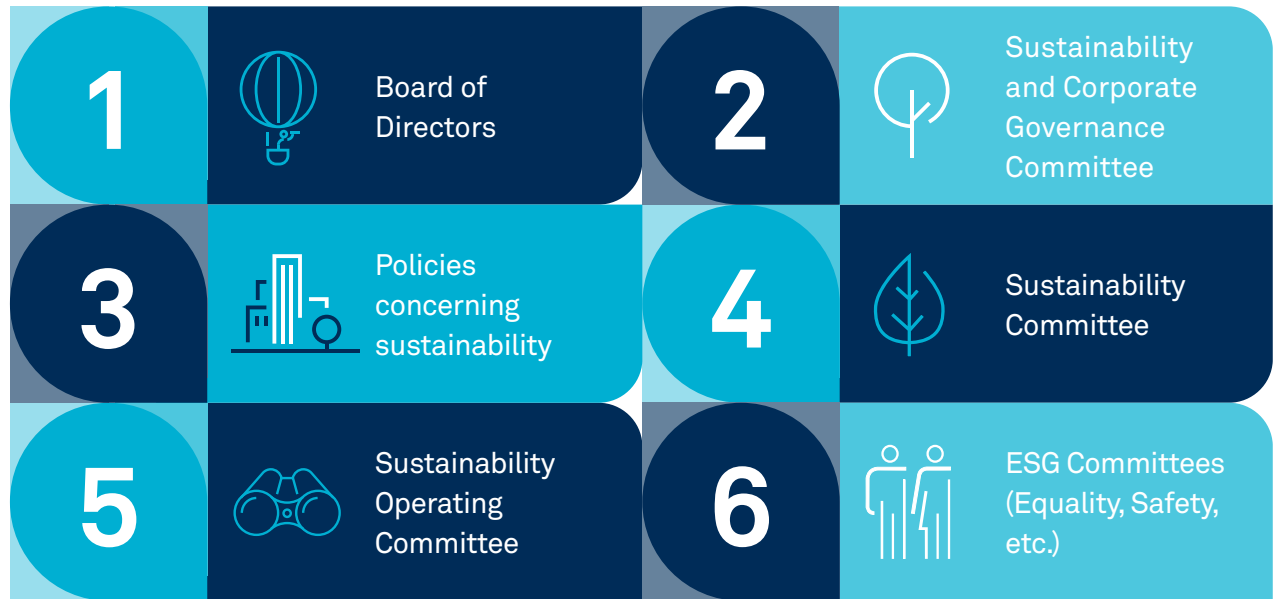 1
Board of
Directors
2
Sustainability
and Corporate
Governance
Committee
3
Policies
concerning
sustainability
4
Sustainability
Committee
5
Sustainability
Operating
Committee
6
ESG Committees
(Equality, Safety,
etc.)